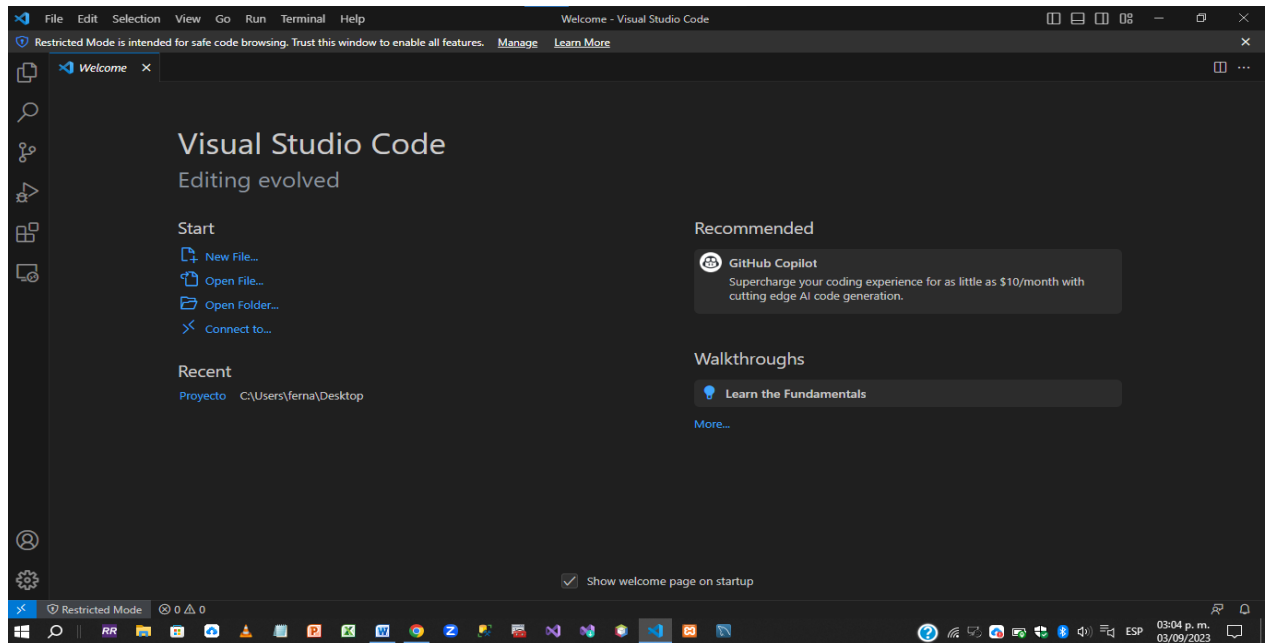 File Edit Selection View Go Run Terminal Help Welcome - Visual Studio Code
Restricted Mode is intended for safe code browsing. Trust this window to enable all features. Manage Learn More
Welcome
Visual Studio Code
Editing evolved
Start
New File...
Open File...
Open Folder...
Connect to...
Recent
Proyecto C:\Users\ferna\Desktop
Recommended
GitHub Copilot
Supercharge your coding experience for as little as $10/month with
cutting edge AI code generation.
Walkthroughs
Learn the Fundamentals
More...
Show welcome page on startup
Restricted Mode 0 0
RR P X W Z ESP 03:04 p. m.
03/09/2023